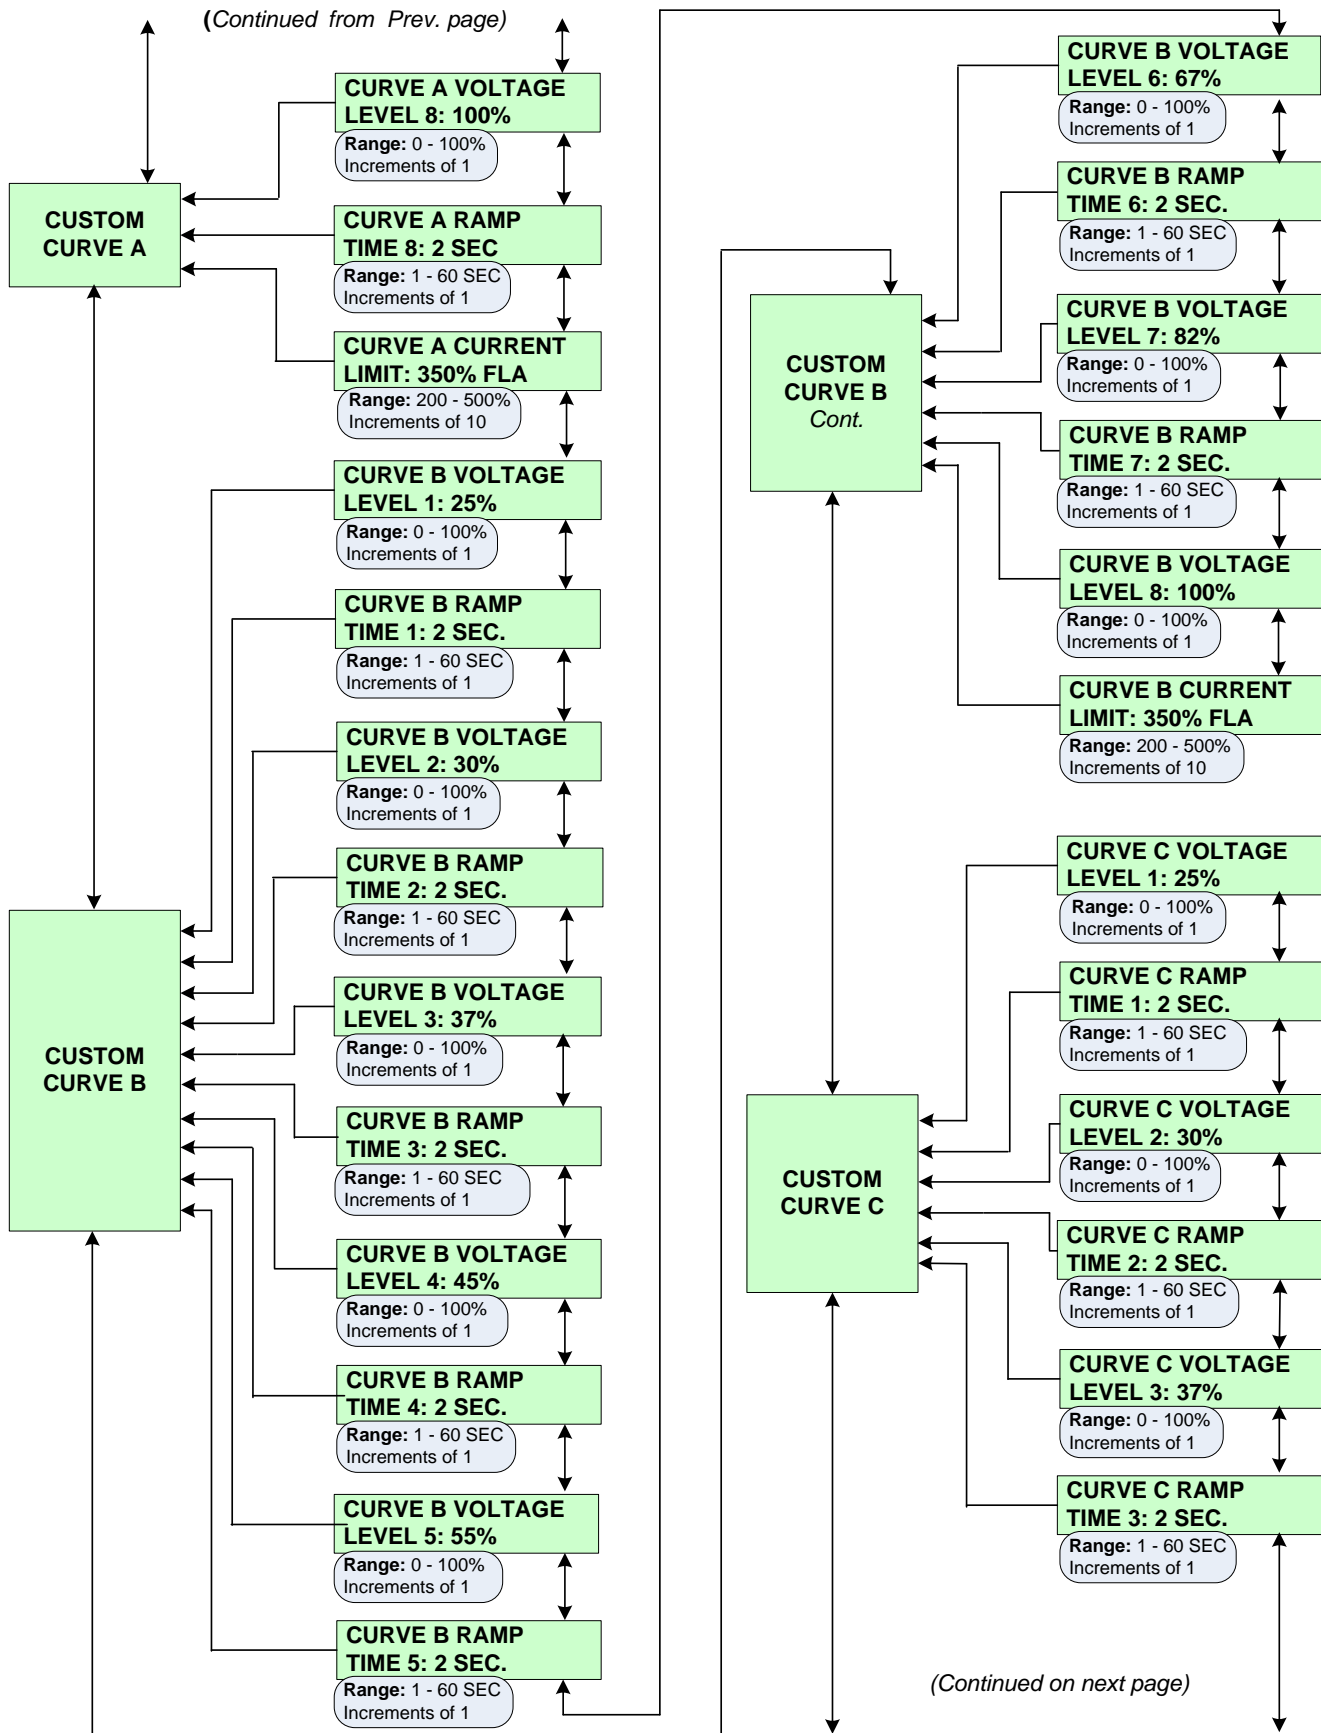 (Continued from Prev. page)
CURVE A VOLTAGE
LEVEL 8: 100%
Range: 0 - 100%
Increments of 1
CUSTOM
CURVE A
CURVE A RAMP
TIME 8: 2 SEC
Range: 1 - 60 SEC
Increments of 1
CURVE A CURRENT
LIMIT: 350% FLA
Range: 200 - 500%
Increments of 10
CURVE B VOLTAGE
LEVEL 1: 25%
Range: 0 - 100%
Increments of 1
CURVE B RAMP
TIME 1: 2 SEC.
Range: 1 - 60 SEC
Increments of 1
CURVE B VOLTAGE
LEVEL 2: 30%
Range: 0 - 100%
Increments of 1
CURVE B RAMP
TIME 2: 2 SEC.
Range: 1 - 60 SEC
Increments of 1
CURVE B VOLTAGE
LEVEL 3: 37%
Range: 0 - 100%
Increments of 1
CUSTOM
CURVE B
CURVE B RAMP
TIME 3: 2 SEC.
Range: 1 - 60 SEC
Increments of 1
CURVE B VOLTAGE
LEVEL 4: 45%
Range: 0 - 100%
Increments of 1
CURVE B RAMP
TIME 4: 2 SEC.
Range: 1 - 60 SEC
Increments of 1
CURVE B VOLTAGE
LEVEL 5: 55%
Range: 0 - 100%
Increments of 1
CURVE B RAMP
TIME 5: 2 SEC.
Range: 1 - 60 SEC
Increments of 1
CURVE B VOLTAGE
LEVEL 6: 67%
Range: 0 - 100%
Increments of 1
CURVE B RAMP
TIME 6: 2 SEC.
Range: 1 - 60 SEC
Increments of 1
CURVE B VOLTAGE
LEVEL 7: 82%
Range: 0 - 100%
Increments of 1
CUSTOM
CURVE B
Cont.
CURVE B RAMP
TIME 7: 2 SEC.
Range: 1 - 60 SEC
Increments of 1
CURVE B VOLTAGE
LEVEL 8: 100%
Range: 0 - 100%
Increments of 1
CURVE B CURRENT
LIMIT: 350% FLA
Range: 200 - 500%
Increments of 10
CURVE C VOLTAGE
LEVEL 1: 25%
Range: 0 - 100%
Increments of 1
CURVE C RAMP
TIME 1: 2 SEC.
Range: 1 - 60 SEC
Increments of 1
CURVE C VOLTAGE
LEVEL 2: 30%
Range: 0 - 100%
Increments of 1
CUSTOM
CURVE C
CURVE C RAMP
TIME 2: 2 SEC.
Range: 1 - 60 SEC
Increments of 1
CURVE C VOLTAGE
LEVEL 3: 37%
Range: 0 - 100%
Increments of 1
CURVE C RAMP
TIME 3: 2 SEC.
Range: 1 - 60 SEC
Increments of 1
(Continued on next page)